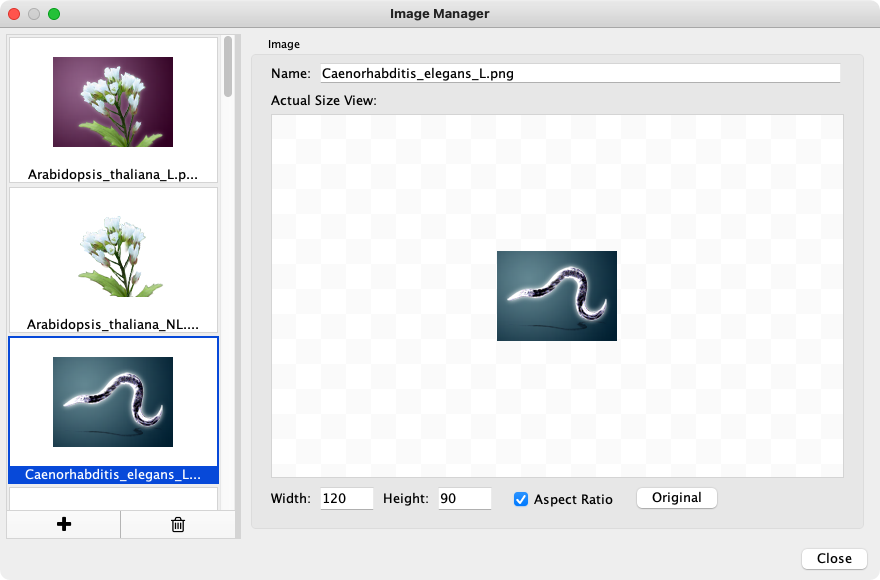 Image Manager
Arabidopsis_thaliana_L.p...
Arabidopsis_thaliana_NL....
Caenorhabditis_elegans_L...
Image
Name: Caenorhabditis_elegans_L.png
Actual Size View:
Width: 120 Height: 90 Aspect Ratio Original
Close